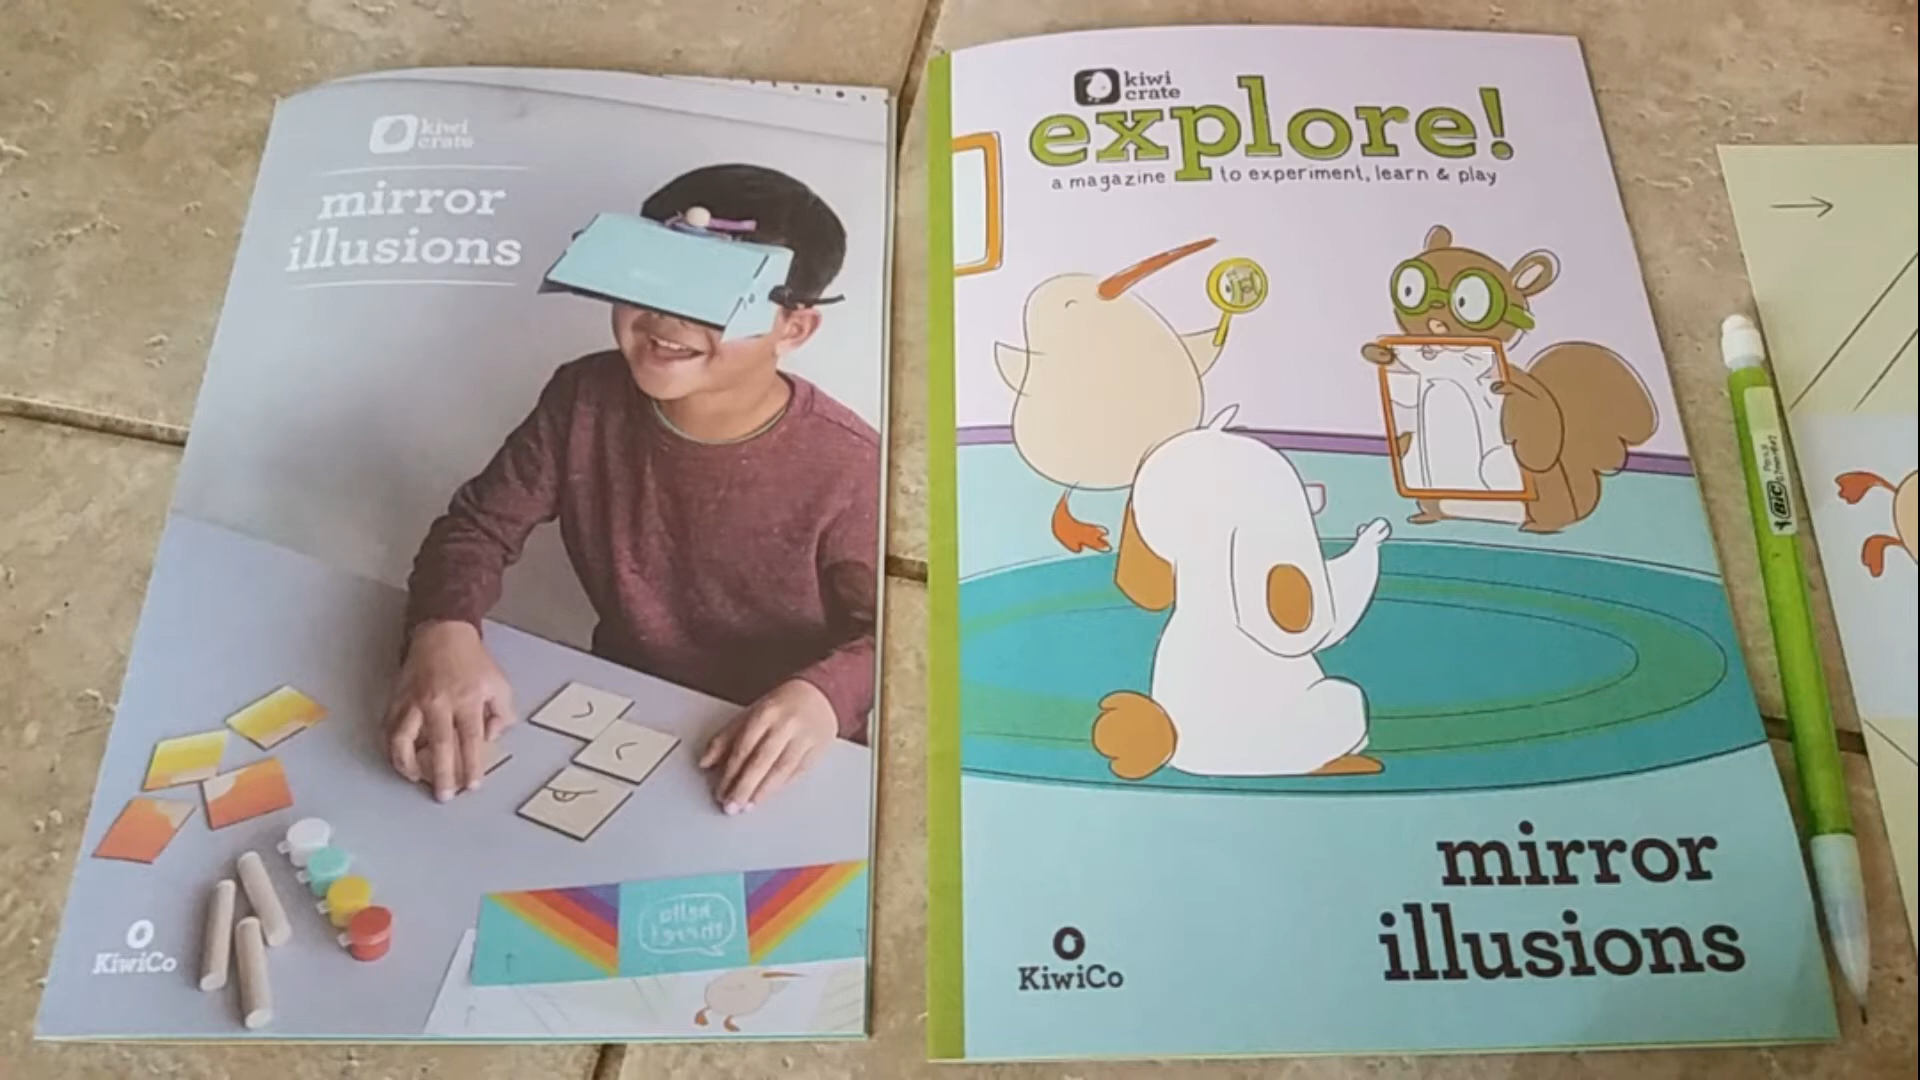 kiwi
crate
mirror
illusions
KiwiCo
kiwi
crate
explore!
a magazine to experiment, learn & play
mirror
illusions
KiwiCo
BIC